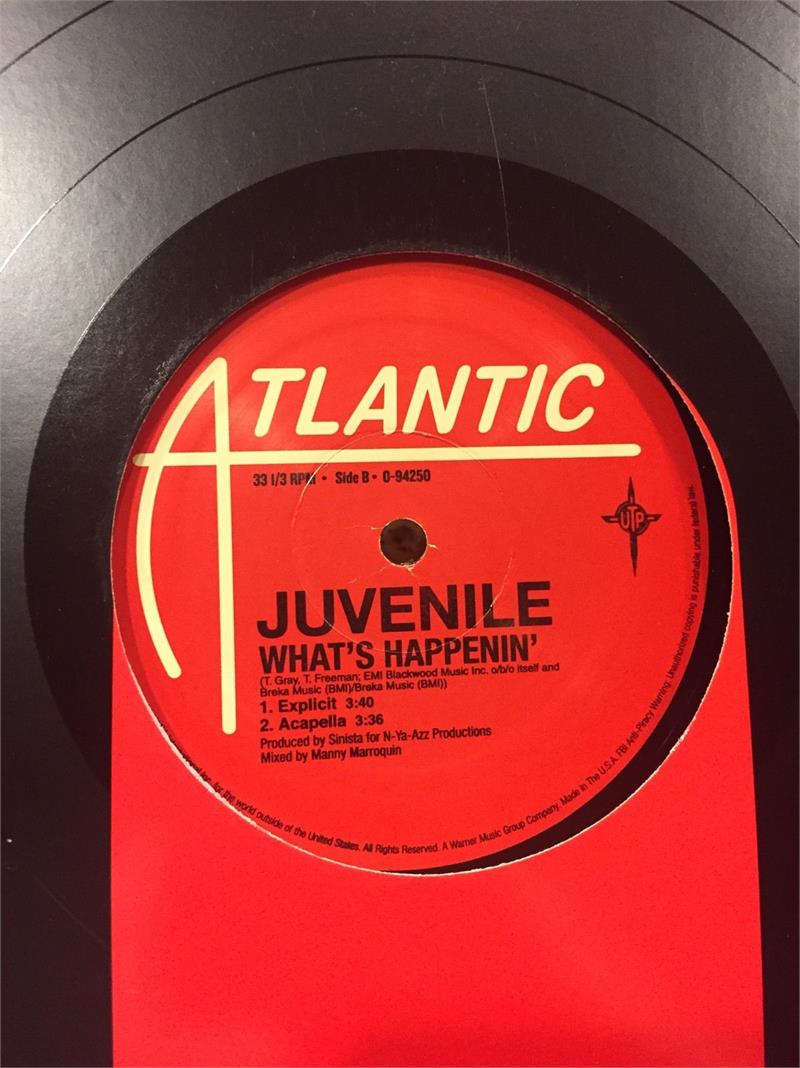 ATLANTIC
33 1/3 RPM • Side B • 0-94250
UTP
JUVENILE
WHAT'S HAPPENIN'
(T. Gray, T. Freeman; EMI Blackwood Music Inc. o/b/o itself and
Breka Music (BMI)/Breka Music (BMI))
1. Explicit 3:40
2. Acapella 3:36
Produced by Sinista for N-Ya-Azz Productions
Mixed by Manny Marroquin
for the world outside of the United States. All Rights Reserved. A Warner Music Group Company. Made in The U.S.A. FBI Anti-Piracy Warning: Unauthorized copying is punishable under federal law.